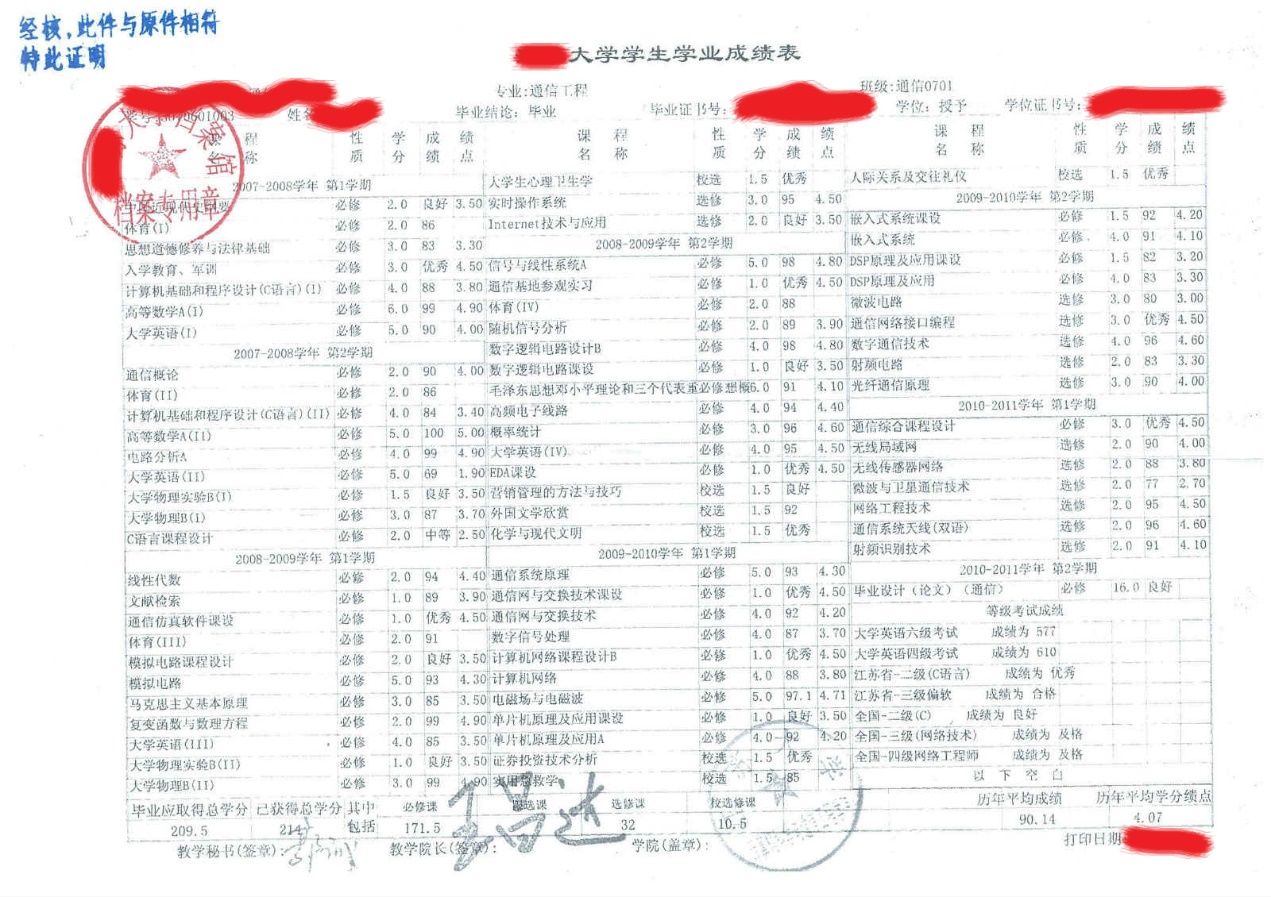 经核,此件与原件相符
特此证明
大学学生学业成绩表
专业:通信工程
班级:通信0701
毕业结论: 毕业
毕业证书号:
学位: 授予
学位证书号:
档案专用章
课程名称 性质 学分 成绩 绩点
2007-2008学年 第1学期
必修 2.0 良好 3.50
体育(I) 必修 2.0 86
思想道德修养与法律基础 必修 3.0 83 3.30
入学教育、军训 必修 3.0 优秀 4.50
计算机基础和程序设计(C语言)(I) 必修 4.0 88 3.80
高等数学A(I) 必修 6.0 99 4.90
大学英语(I) 必修 5.0 90 4.00
2007-2008学年 第2学期
通信概论 必修 2.0 90 4.00
体育(II) 必修 2.0 86
计算机基础和程序设计(C语言)(II) 必修 4.0 84 3.40
高等数学A(II) 必修 5.0 100 5.00
电路分析A 必修 4.0 99 4.90
大学英语(II) 必修 5.0 69 1.90
大学物理实验B(I) 必修 1.5 良好 3.50
大学物理B(I) 必修 3.0 87 3.70
C语言课程设计 必修 2.0 中等 2.50
2008-2009学年 第1学期
线性代数 必修 2.0 94 4.40
文献检索 必修 1.0 89 3.90
通信仿真软件课设 必修 1.0 优秀 4.50
体育(III) 必修 2.0 91
模拟电路课程设计 必修 2.0 良好 3.50
模拟电路 必修 5.0 93 4.30
马克思主义基本原理 必修 3.0 85 3.50
复变函数与数理方程 必修 2.0 99 4.90
大学英语(III) 必修 4.0 85 3.50
大学物理实验B(II) 必修 1.0 良好 3.50
大学物理B(II) 必修 3.0 99 4.90
课程名称 性质 学分 成绩 绩点
大学生心理卫生学 校选 1.5 优秀
实时操作系统 选修 3.0 95 4.50
Internet技术与应用 选修 2.0 良好 3.50
2008-2009学年 第2学期
信号与线性系统A 必修 5.0 98 4.80
通信基地参观实习 必修 1.0 优秀 4.50
体育(IV) 必修 2.0 88
随机信号分析 必修 2.0 89 3.90
数字逻辑电路设计B 必修 4.0 98 4.80
数字逻辑电路课设 必修 1.0 良好 3.50
毛泽东思想邓小平理论和三个代表重 必修 6.0 91 4.10
高频电子线路 必修 4.0 94 4.40
概率统计 必修 3.0 96 4.60
大学英语(IV) 必修 4.0 95 4.50
EDA课设 必修 1.0 优秀 4.50
营销管理的方法与技巧 校选 1.5 良好
外国文学欣赏 校选 1.5 92
化学与现代文明 校选 1.5 优秀
2009-2010学年 第1学期
通信系统原理 必修 5.0 93 4.30
通信网与交换技术课设 必修 1.0 优秀 4.50
通信网与交换技术 必修 4.0 92 4.20
数字信号处理 必修 4.0 87 3.70
计算机网络课程设计B 必修 1.0 优秀 4.50
计算机网络 必修 4.0 88 3.80
电磁场与电磁波 必修 5.0 97.1 4.71
单片机原理及应用课设 必修 1.0 良好 3.50
单片机原理及应用A 必修 4.0 92 4.20
证券投资技术分析 校选 1.5 优秀
校选 1.5 85
课程名称 性质 学分 成绩 绩点
人际关系及交往礼仪 校选 1.5 优秀
2009-2010学年 第2学期
嵌入式系统课设 必修 1.5 92 4.20
嵌入式系统 必修 4.0 91 4.10
DSP原理及应用课设 必修 1.5 82 3.20
DSP原理及应用 必修 4.0 83 3.30
微波电路 选修 3.0 80 3.00
通信网络接口编程 选修 3.0 优秀 4.50
数字通信技术 选修 4.0 96 4.60
射频电路 选修 2.0 83 3.30
光纤通信原理 选修 3.0 90 4.00
2010-2011学年 第1学期
通信综合课程设计 必修 3.0 优秀 4.50
无线局域网 选修 2.0 90 4.00
无线传感器网络 选修 2.0 88 3.80
微波与卫星通信技术 选修 2.0 77 2.70
网络工程技术 选修 2.0 95 4.50
通信系统天线(双语) 选修 2.0 96 4.60
射频识别技术 选修 2.0 91 4.10
2010-2011学年 第2学期
毕业设计(论文)(通信) 必修 16.0 良好
等级考试成绩
大学英语六级考试 成绩为 577
大学英语四级考试 成绩为 610
江苏省-二级(C语言) 成绩为 优秀
江苏省-三级偏软 成绩为 合格
全国-二级(C) 成绩为 良好
全国-三级(网络技术) 成绩为 及格
全国-四级网络工程师 成绩为 及格
以下空白
毕业应取得总学分 已获得总学分 其中 必修课 选修课 校选修课 历年平均成绩 历年平均学分绩点
209.5 214 包括 171.5 32 10.5 90.14 4.07
教学秘书(签章): 教学院长(签章): 学院(盖章): 打印日期